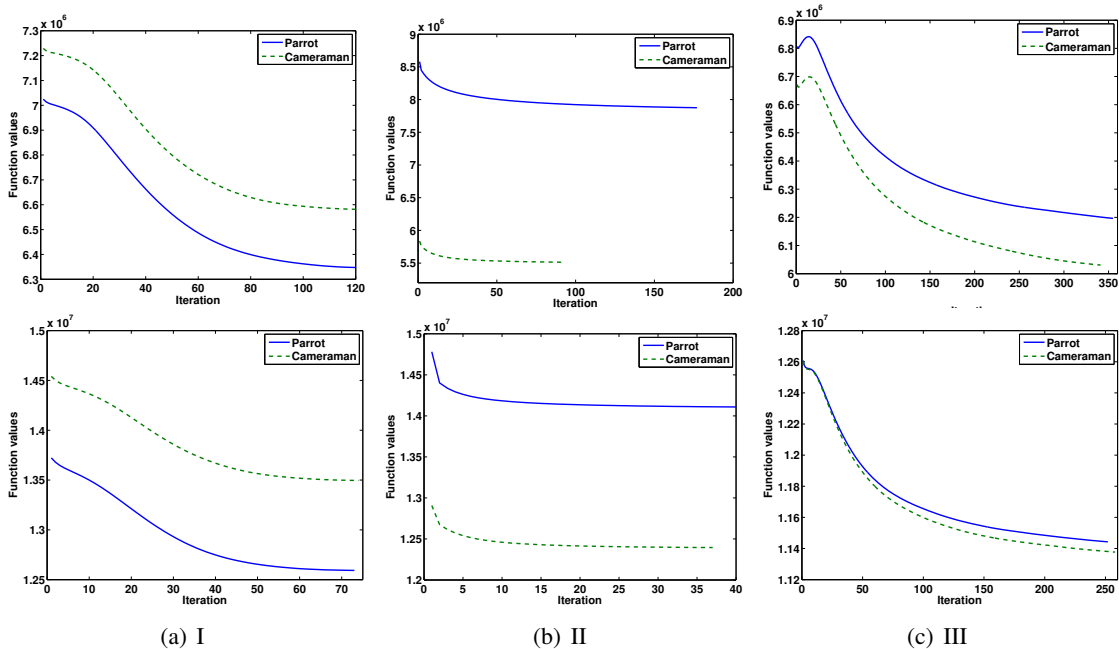 x 10^6
7.3
7.2
7.1
7
6.9
6.8
6.7
6.6
6.5
6.4
6.3
Function values
0 20 40 60 80 100 120
Iteration
Parrot
Cameraman
x 10^6
9
8.5
8
7.5
7
6.5
6
5.5
5
Function values
0 50 100 150 200
Iteration
Parrot
Cameraman
x 10^6
6.9
6.8
6.7
6.6
6.5
6.4
6.3
6.2
6.1
6
Function values
0 50 100 150 200 250 300 350
Parrot
Cameraman
x 10^7
1.5
1.45
1.4
1.35
1.3
1.25
Function values
0 10 20 30 40 50 60 70
Iteration
Parrot
Cameraman
x 10^7
1.5
1.45
1.4
1.35
1.3
1.25
1.2
Function values
0 5 10 15 20 25 30 35 40
Iteration
Parrot
Cameraman
x 10^7
1.28
1.26
1.24
1.22
1.2
1.18
1.16
1.14
1.12
Function values
0 50 100 150 200 250
Iteration
Parrot
Cameraman
(a) I
(b) II
(c) III